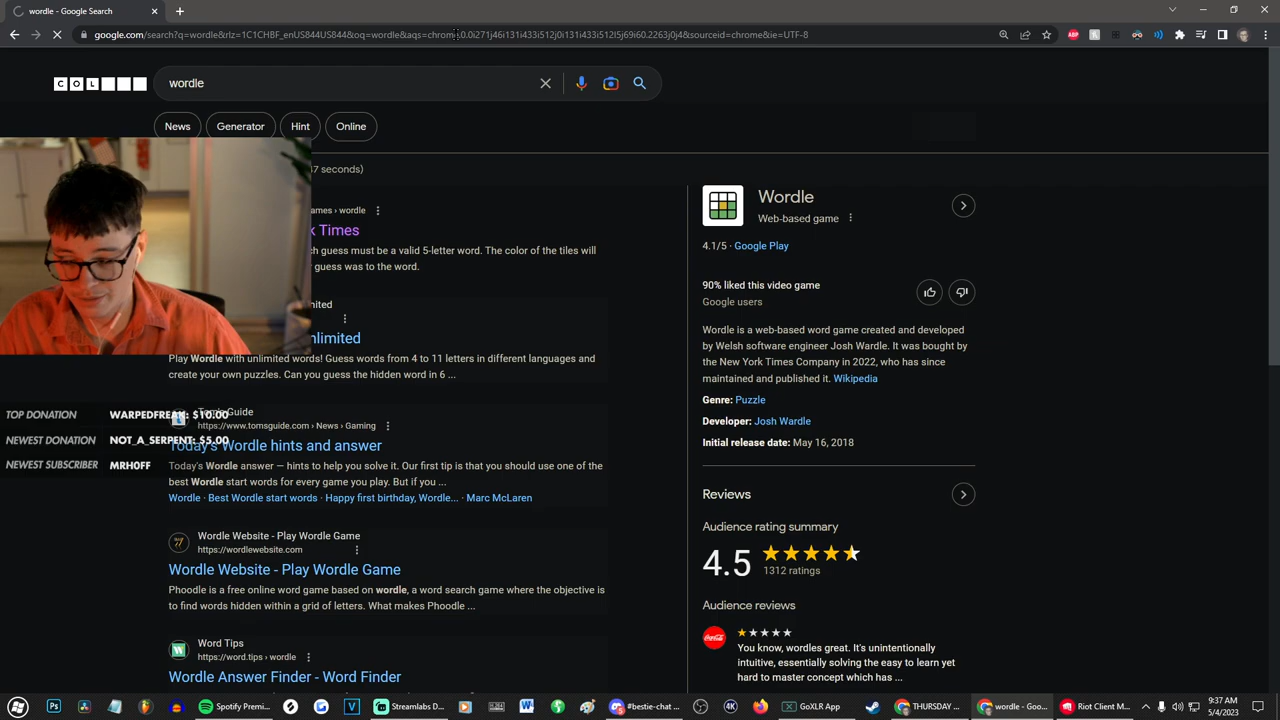 wordle - Google Search
google.com/search?q=wordle&rlz=1C1CHBF_enUS844US844&oq=wordle&aqs=chrome.0.0i271j46i131i433i512j0i131i433i512l5j69i60.2263j0j4&sourceid=chrome&ie=UTF-8
C O L
wordle
News
Generator
Hint
Online
47 seconds)
ames › wordle
k Times
ch guess must be a valid 5-letter word. The color of the tiles will
r guess was to the word.
mited
nlimited
Play Wordle with unlimited words! Guess words from 4 to 11 letters in different languages and
create your own puzzles. Can you guess the hidden word in 6 ...
TOP DONATION WARPEDFREAK: $10.00
NEWEST DONATION NOT_A_SERPENT: $5.00
NEWEST SUBSCRIBER MRH0FF
Tom's Guide
https://www.tomsguide.com › News › Gaming
Today's Wordle hints and answer
Today's Wordle answer — hints to help you solve it. Our first tip is that you should use one of the
best Wordle start words for every game you play. But if you ...
Wordle · Best Wordle start words · Happy first birthday, Wordle... · Marc McLaren
Wordle Website - Play Wordle Game
https://wordlewebsite.com
Wordle Website - Play Wordle Game
Phoodle is a free online word game based on wordle, a word search game where the objective is
to find words hidden within a grid of letters. What makes Phoodle ...
Word Tips
https://word.tips › wordle
Wordle Answer Finder - Word Finder
Wordle
Web-based game
4.1/5 · Google Play
90% liked this video game
Google users
Wordle is a web-based word game created and developed
by Welsh software engineer Josh Wardle. It was bought by
the New York Times Company in 2022, who has since
maintained and published it. Wikipedia
Genre: Puzzle
Developer: Josh Wardle
Initial release date: May 16, 2018
Reviews
Audience rating summary
4.5
1312 ratings
Audience reviews
You know, wordles great. It's unintentionally
intuitive, essentially solving the easy to learn yet
hard to master concept which has ...
Spotify Premi...
Streamlabs D...
#bestie-chat ...
GoXLR App
THURSDAY ...
wordle - Goo...
Riot Client M...
9:37 AM
5/4/2023